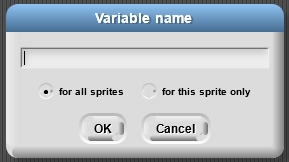 Variable name
for all sprites for this sprite only
OK Cancel